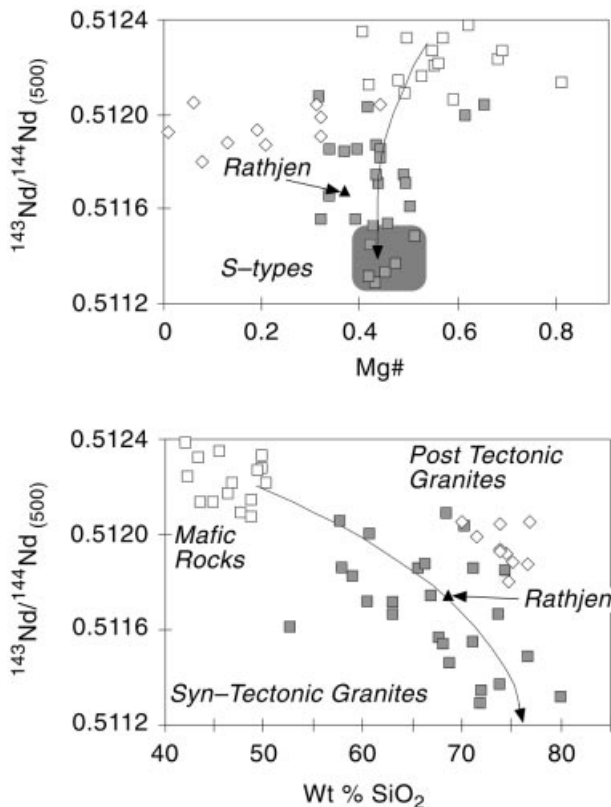 0.5124
0.5120
0.5116
0.5112
143Nd/144Nd (500)
Rathjen
S–types
0 0.2 0.4 0.6 0.8
Mg#
0.5124
0.5120
0.5116
0.5112
143Nd/144Nd (500)
Post Tectonic
Granites
Mafic
Rocks
Rathjen
Syn–Tectonic Granites
40 50 60 70 80
Wt % SiO2